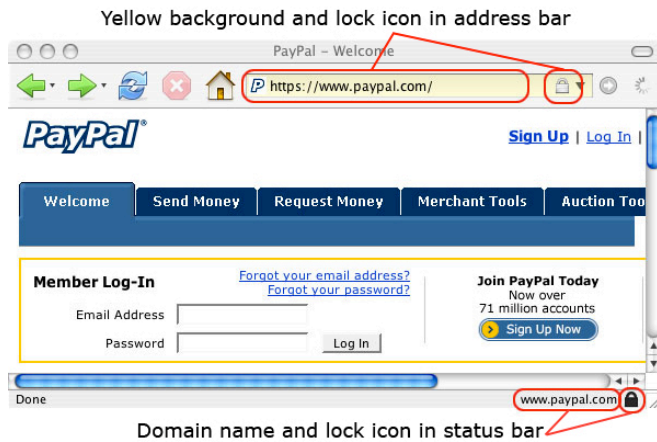 Yellow background and lock icon in address bar
PayPal – Welcome
P https://www.paypal.com/
PayPal®
Sign Up | Log In |
Welcome Send Money Request Money Merchant Tools Auction Too
Member Log-In
Forgot your email address?
Forgot your password?
Email Address
Password
Log In
Join PayPal Today
Now over
71 million accounts
Sign Up Now
Done
www.paypal.com
Domain name and lock icon in status bar